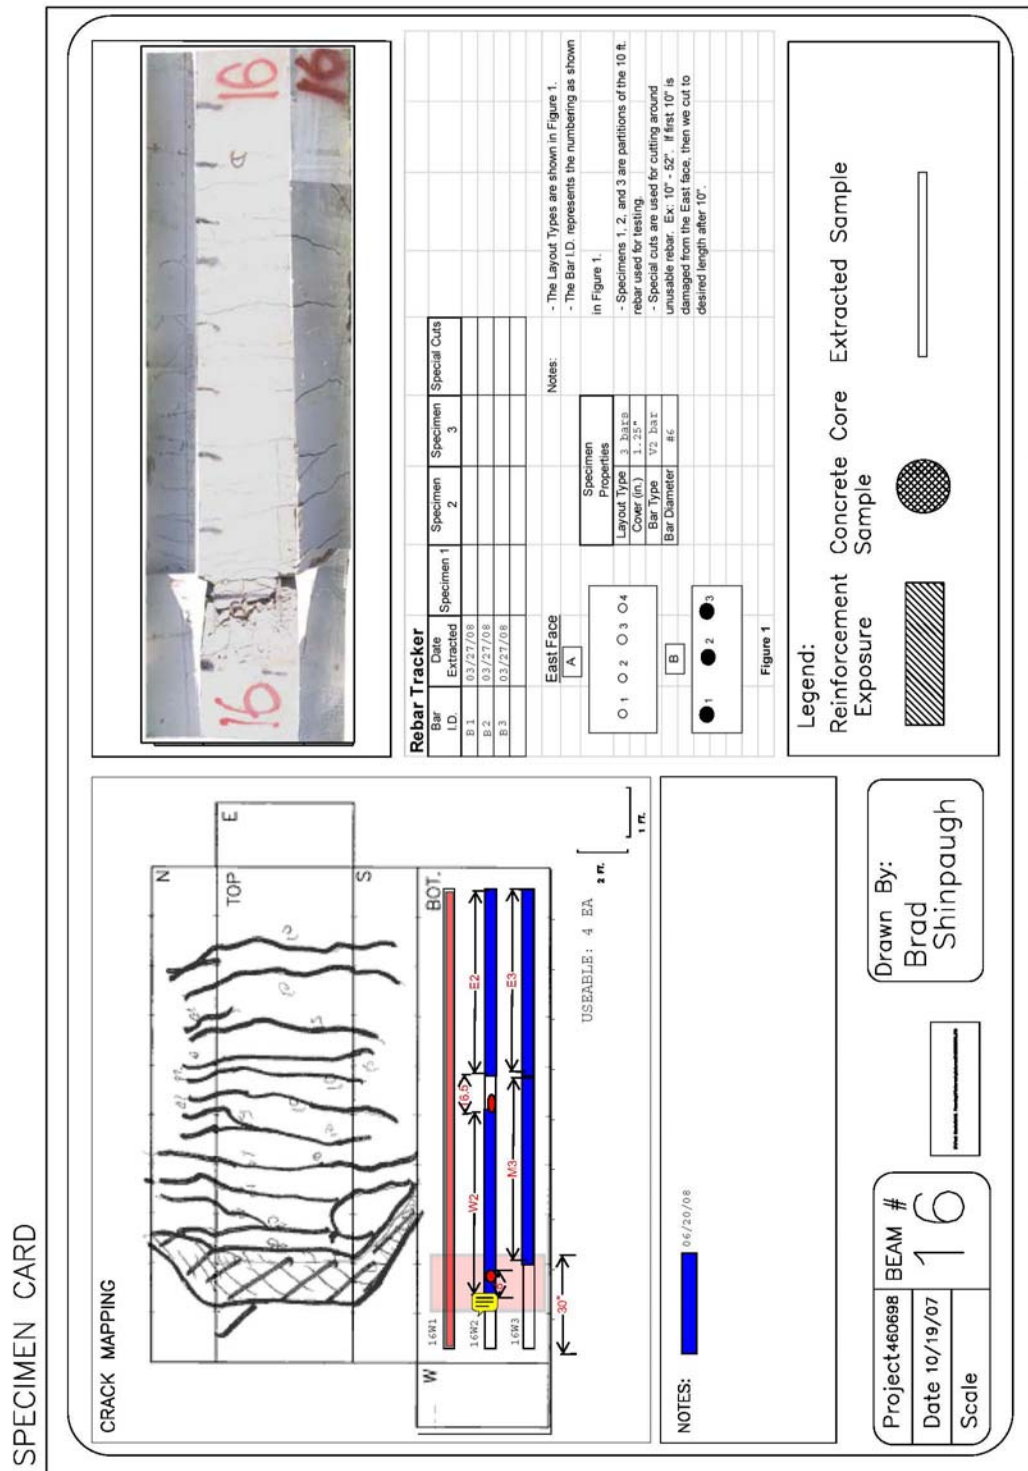 SPECIMEN CARD
CRACK MAPPING
N
E
TOP
S
W
BOT.
16W1
16W2
16W3
W2
16.5
E2
M3
E3
30"
USEABLE: 4 EA
2 FT.
1 FT.
NOTES:
06/20/08
Project 460698
Date 10/19/07
Scale
BEAM #
16
Drawn By:
Brad
Shinpaugh
16
16
16
Rebar Tracker
Bar I.D. Date Extracted Specimen 1 Specimen 2 Specimen 3 Special Cuts
B 1 03/27/08
B 2 03/27/08
B 3 03/27/08
East Face
A
1 2 3 4
B
1 2 3
Figure 1
Specimen Properties
Layout Type 3 bars
Cover (in.) 1.25"
Bar Type V2 bar
Bar Diameter #6
Notes:
- The Layout Types are shown in Figure 1.
- The Bar I.D. represents the numbering as shown
in Figure 1.
- Specimens 1, 2, and 3 are partitions of the 10 ft.
rebar used for testing.
- Special cuts are used for cutting around
unusable rebar. Ex: 10" - 52". If first 10" is
damaged from the East face, then we cut to
desired length after 10".
Legend:
Reinforcement Exposure
Concrete Core Sample
Extracted Sample